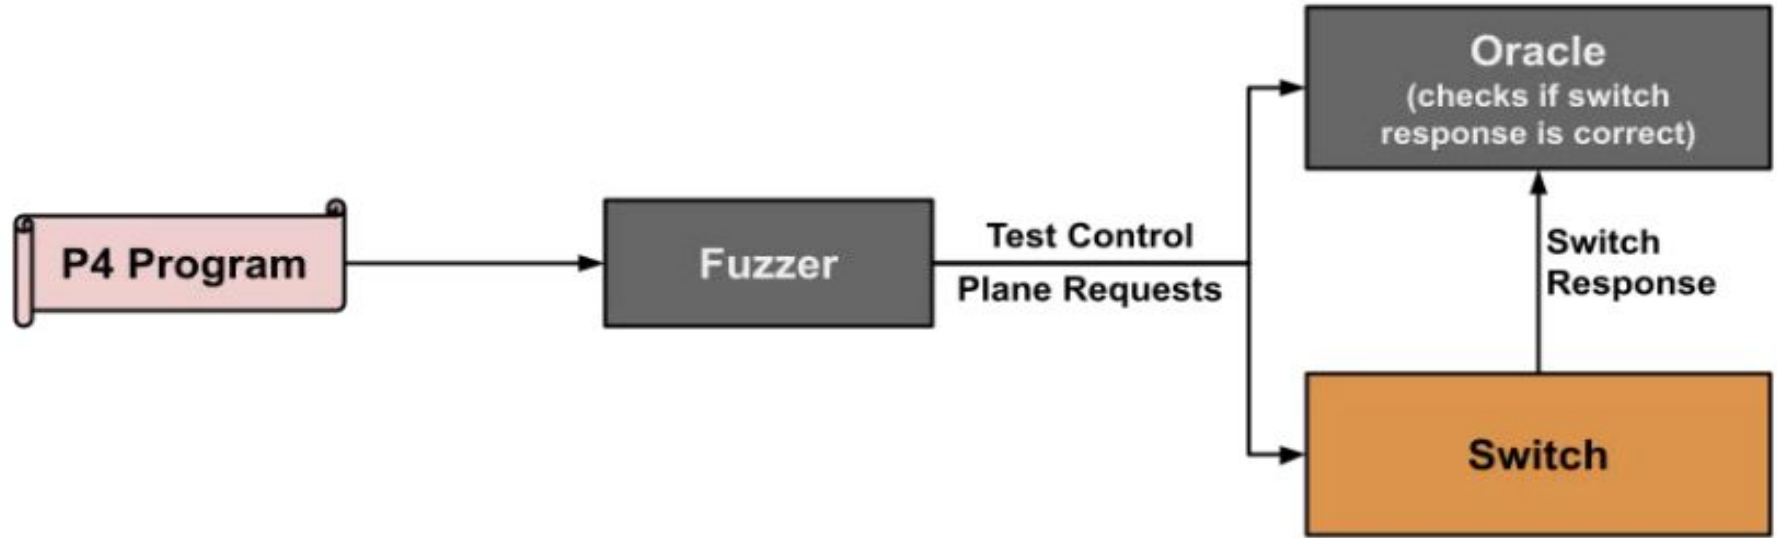 P4 Program
Fuzzer
Test Control
Plane Requests
Oracle
(checks if switch
response is correct)
Switch
Response
Switch